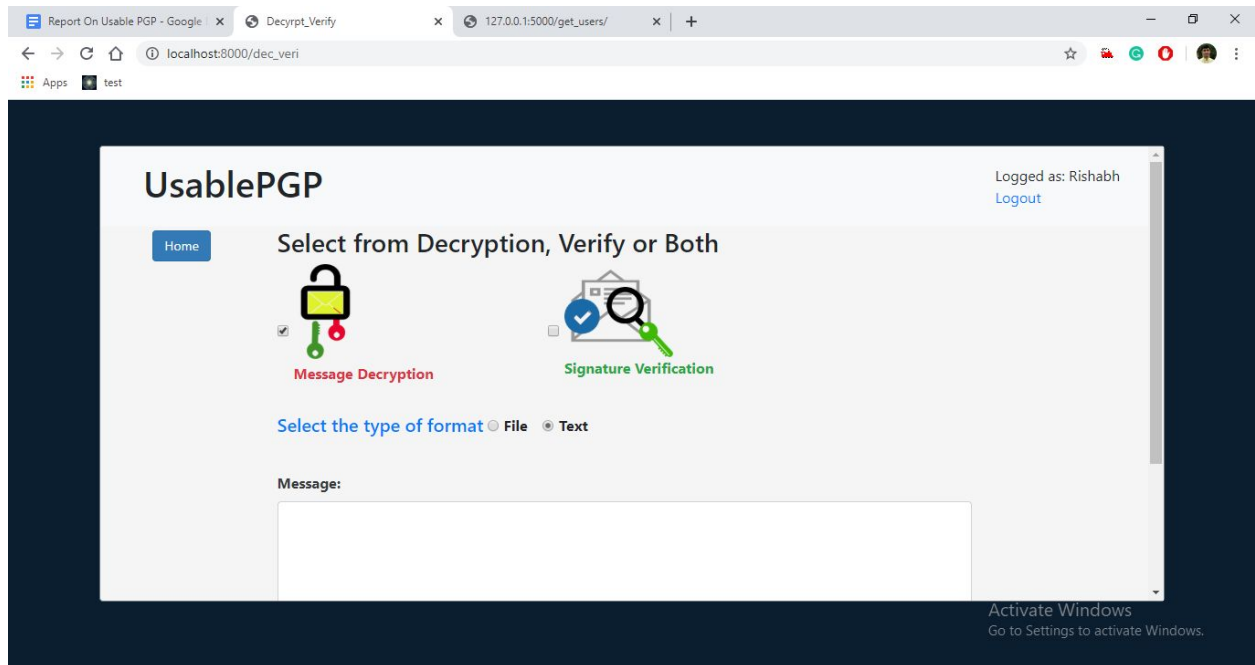 Report On Usable PGP - Google
Decyrpt_Verify
127.0.0.1:5000/get_users/
localhost:8000/dec_veri
Apps
test
UsablePGP
Logged as: Rishabh
Logout
Home
Select from Decryption, Verify or Both
Message Decryption
Signature Verification
Select the type of format File Text
Message:
Activate Windows
Go to Settings to activate Windows.